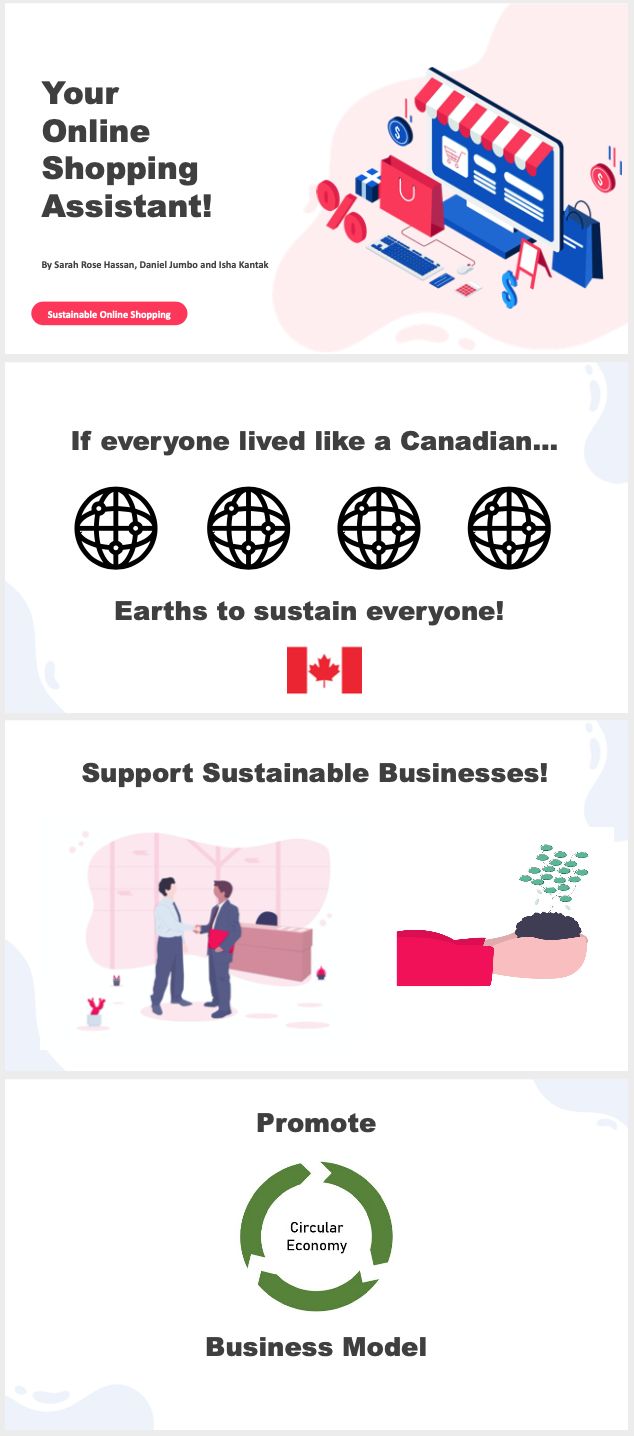 Your
Online
Shopping
Assistant!
By Sarah Rose Hassan, Daniel Jumbo and Isha Kantak
Sustainable Online Shopping
$
$
%
$
If everyone lived like a Canadian...
Earths to sustain everyone!
Support Sustainable Businesses!
Promote
Circular
Economy
Business Model